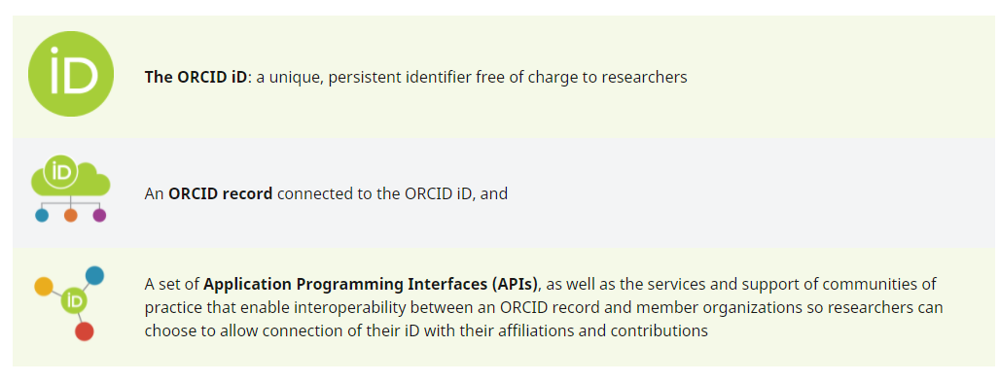 iD
The ORCID iD: a unique, persistent identifier free of charge to researchers
iD
An ORCID record connected to the ORCID iD, and
iD
A set of Application Programming Interfaces (APIs), as well as the services and support of communities of
practice that enable interoperability between an ORCID record and member organizations so researchers can
choose to allow connection of their iD with their affiliations and contributions